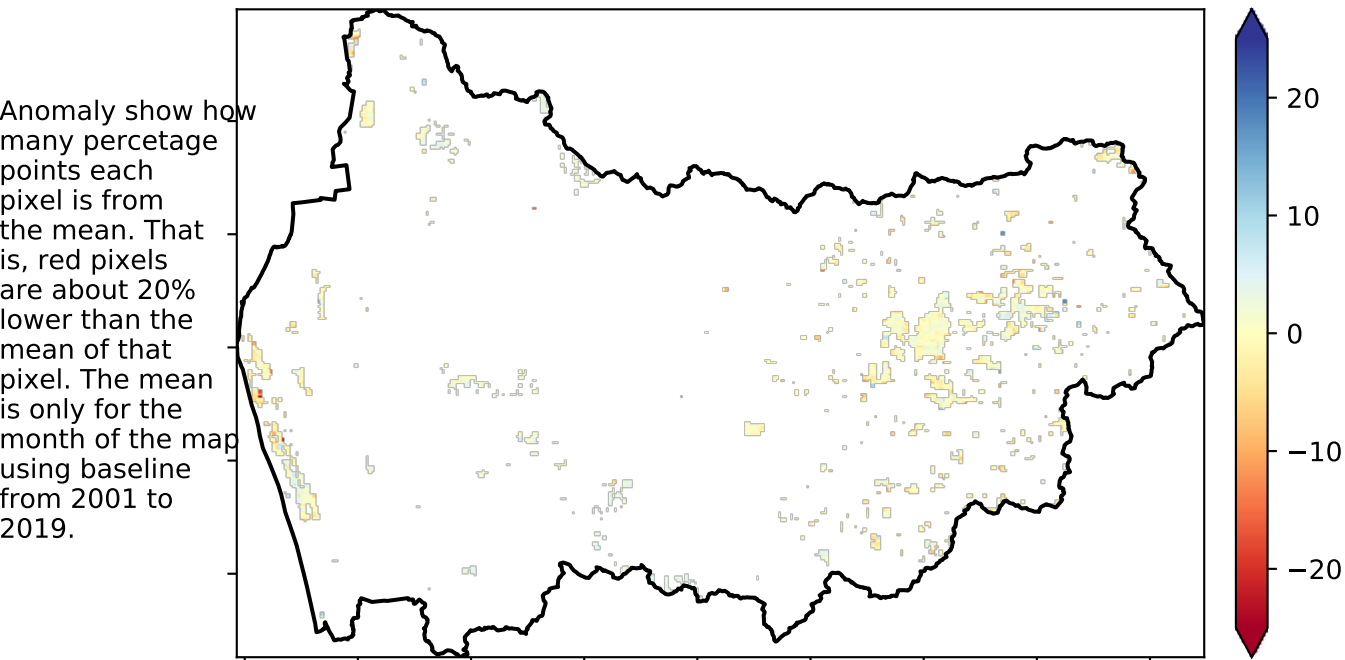 Anomaly show how
many percetage
points each
pixel is from
the mean. That
is, red pixels
are about 20%
lower than the
mean of that
pixel. The mean
is only for the
month of the map
using baseline
from 2001 to
2019.
20
10
0
−10
−20